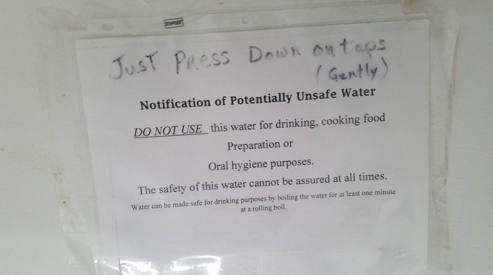 Just Press Down on taps
(Gently)
Notification of Potentially Unsafe Water
DO NOT USE this water for drinking, cooking food
Preparation or
Oral hygiene purposes.
The safety of this water cannot be assured at all times.
Water can be made safe for drinking purposes by boiling the water for at least one minute
at a rolling boil.